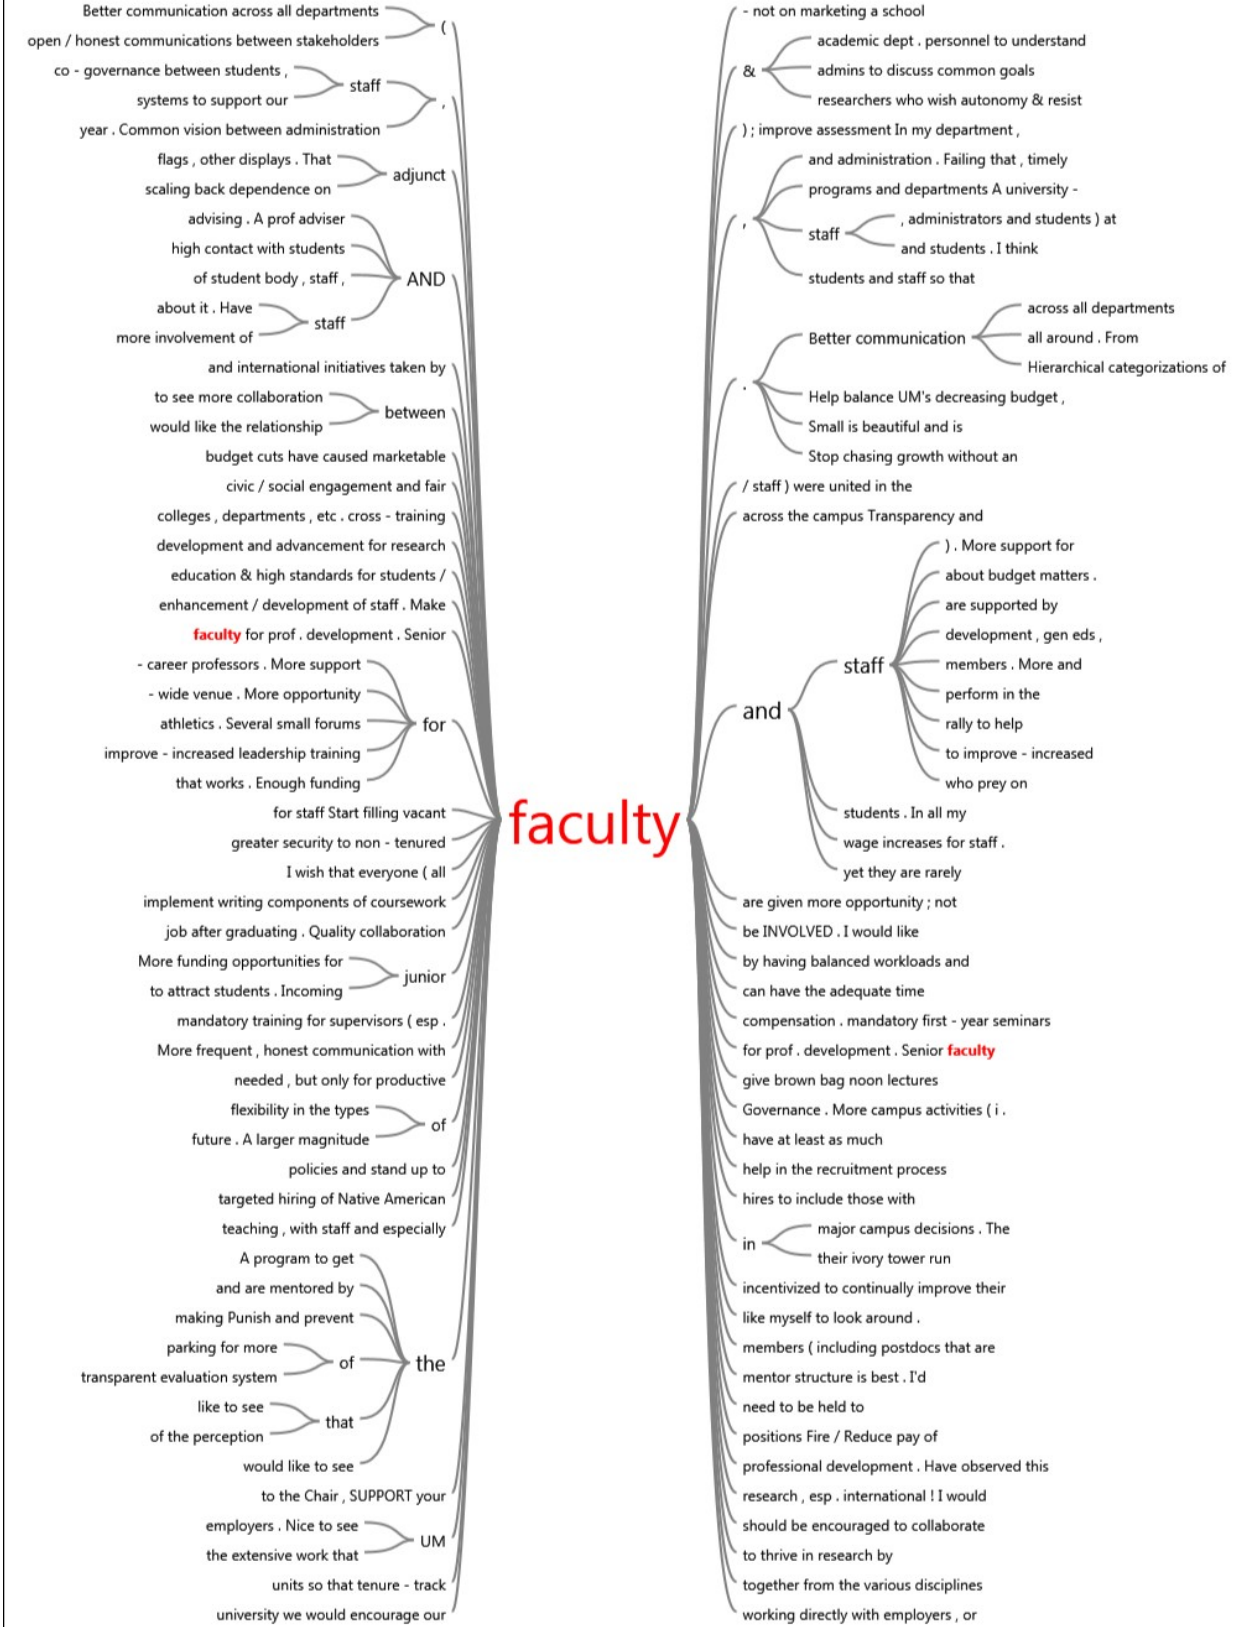 Better communication across all departments
open / honest communications between stakeholders
(
co - governance between students ,
systems to support our
staff
year . Common vision between administration
,
flags , other displays . That
scaling back dependence on
adjunct
advising . A prof adviser
high contact with students
of student body , staff ,
about it . Have
more involvement of
staff
AND
and international initiatives taken by
to see more collaboration
would like the relationship
between
budget cuts have caused marketable
civic / social engagement and fair
colleges , departments , etc . cross - training
development and advancement for research
education & high standards for students /
enhancement / development of staff . Make
faculty for prof . development . Senior
- career professors . More support
- wide venue . More opportunity
athletics . Several small forums
improve - increased leadership training
that works . Enough funding
for
for staff Start filling vacant
greater security to non - tenured
I wish that everyone ( all
implement writing components of coursework
job after graduating . Quality collaboration
More funding opportunities for
to attract students . Incoming
junior
mandatory training for supervisors ( esp .
More frequent , honest communication with
needed , but only for productive
flexibility in the types
future . A larger magnitude
of
policies and stand up to
targeted hiring of Native American
teaching , with staff and especially
A program to get
and are mentored by
making Punish and prevent
parking for more
transparent evaluation system
of
like to see
of the perception
that
would like to see
the
to the Chair , SUPPORT your
employers . Nice to see
the extensive work that
UM
units so that tenure - track
university we would encourage our
faculty
- not on marketing a school
&
academic dept . personnel to understand
admins to discuss common goals
researchers who wish autonomy & resist
) ; improve assessment In my department ,
,
and administration . Failing that , timely
programs and departments A university -
staff
, administrators and students ) at
and students . I think
students and staff so that
.
Better communication
across all departments
all around . From
Hierarchical categorizations of
Help balance UM's decreasing budget ,
Small is beautiful and is
Stop chasing growth without an
/ staff ) were united in the
across the campus Transparency and
and
staff
) . More support for
about budget matters .
are supported by
development , gen eds ,
members . More and
perform in the
rally to help
to improve - increased
who prey on
students . In all my
wage increases for staff .
yet they are rarely
are given more opportunity ; not
be INVOLVED . I would like
by having balanced workloads and
can have the adequate time
compensation . mandatory first - year seminars
for prof . development . Senior faculty
give brown bag noon lectures
Governance . More campus activities ( i .
have at least as much
help in the recruitment process
hires to include those with
in
major campus decisions . The
their ivory tower run
incentivized to continually improve their
like myself to look around .
members ( including postdocs that are
mentor structure is best . I'd
need to be held to
positions Fire / Reduce pay of
professional development . Have observed this
research , esp . international ! I would
should be encouraged to collaborate
to thrive in research by
together from the various disciplines
working directly with employers , or